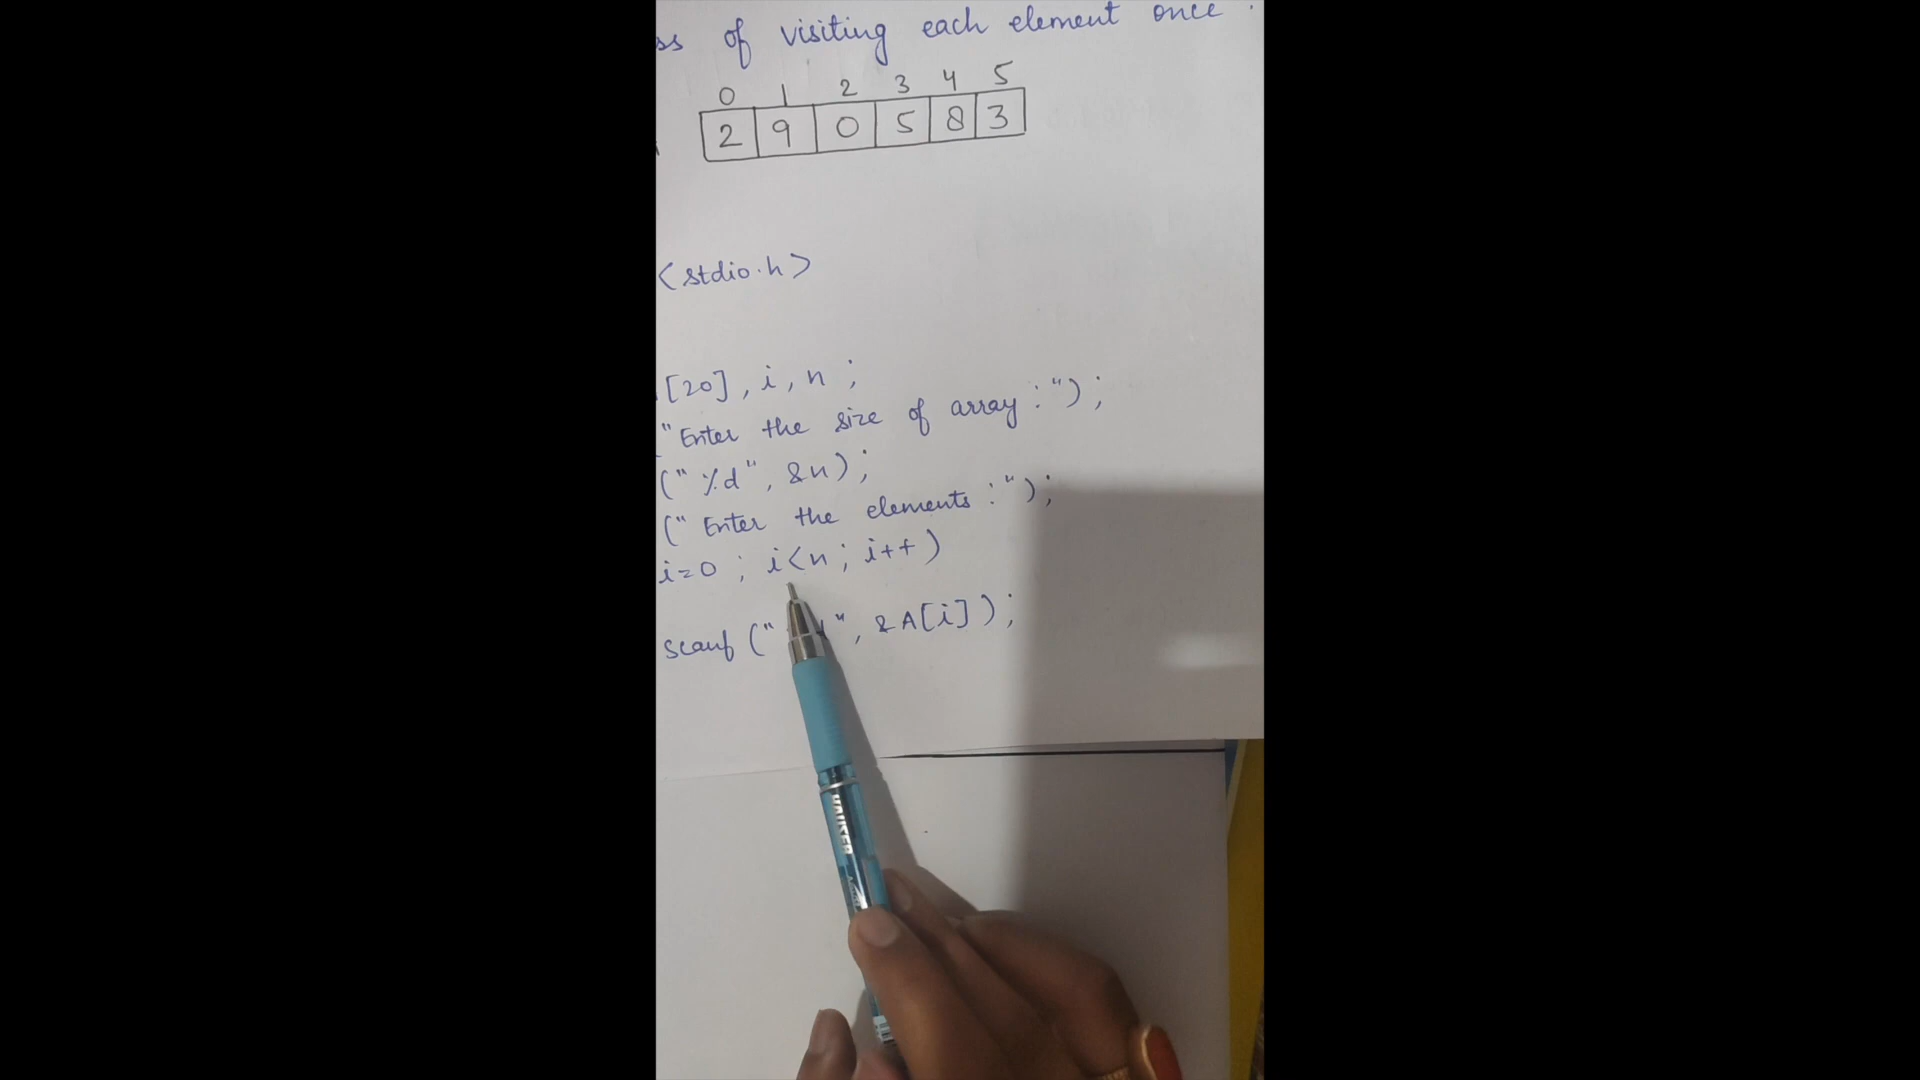 of visiting each element once.
0 1 2 3 4 5
2 9 0 5 8 3
<stdio.h>
[20], i, n ;
"Enter the size of array : ");
(" %d", &n);
(" Enter the elements : ");
i=0 ; i<n ; i++)
scanf (" ", &A[i]);
HAUSER